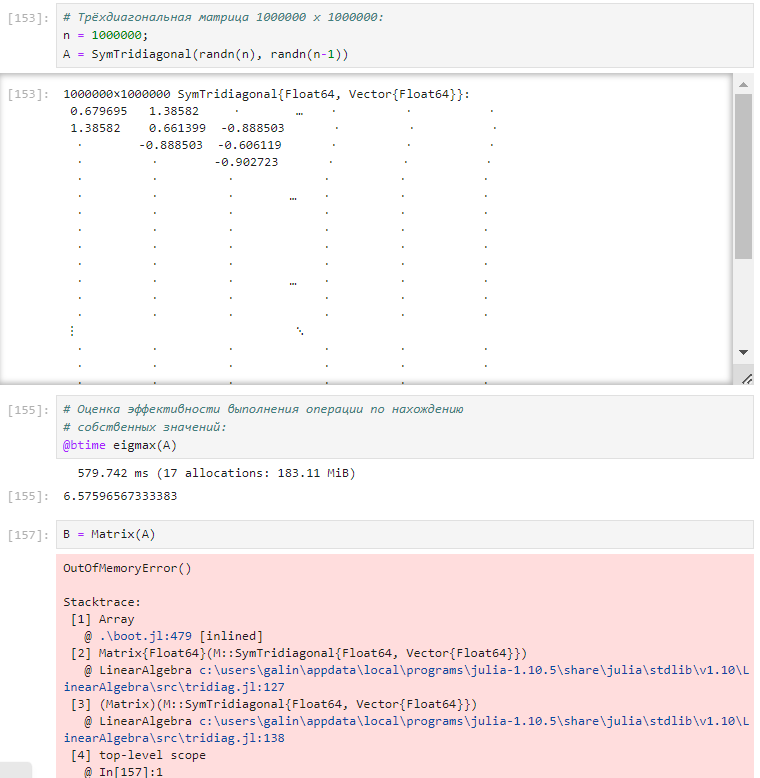 [153]: # Трёхдиагональная матрица 1000000 x 1000000:
n = 1000000;
A = SymTridiagonal(randn(n), randn(n-1))
[153]: 1000000×1000000 SymTridiagonal{Float64, Vector{Float64}}:
0.679695 1.38582 ⋅ … ⋅ ⋅ ⋅
1.38582 0.661399 -0.888503 ⋅ ⋅ ⋅
⋅ -0.888503 -0.606119 ⋅ ⋅ ⋅
⋅ ⋅ -0.902723 ⋅ ⋅ ⋅
⋅ ⋅ ⋅ ⋅ ⋅ ⋅
⋅ ⋅ ⋅ … ⋅ ⋅ ⋅
⋅ ⋅ ⋅ ⋅ ⋅ ⋅
⋅ ⋅ ⋅ ⋅ ⋅ ⋅
⋅ ⋅ ⋅ ⋅ ⋅ ⋅
⋅ ⋅ ⋅ ⋅ ⋅ ⋅
⋅ ⋅ ⋅ … ⋅ ⋅ ⋅
⋅ ⋅ ⋅ ⋅ ⋅ ⋅
⋅ ⋅ ⋅ ⋅ ⋅ ⋅
⋮ ⋱
⋅ ⋅ ⋅ ⋅ ⋅ ⋅
⋅ ⋅ ⋅ ⋅ ⋅ ⋅
⋅ ⋅ ⋅ ⋅ ⋅ ⋅
[155]: # Оценка эффективности выполнения операции по нахождению
# собственных значений:
@btime eigmax(A)
579.742 ms (17 allocations: 183.11 MiB)
[155]: 6.57596567333383
[157]: B = Matrix(A)
OutOfMemoryError()
Stacktrace:
[1] Array
@ .\boot.jl:479 [inlined]
[2] Matrix{Float64}(M::SymTridiagonal{Float64, Vector{Float64}})
@ LinearAlgebra c:\users\galin\appdata\local\programs\julia-1.10.5\share\julia\stdlib\v1.10\L
inearAlgebra\src\tridiag.jl:127
[3] (Matrix)(M::SymTridiagonal{Float64, Vector{Float64}})
@ LinearAlgebra c:\users\galin\appdata\local\programs\julia-1.10.5\share\julia\stdlib\v1.10\L
inearAlgebra\src\tridiag.jl:138
[4] top-level scope
@ In[157]:1